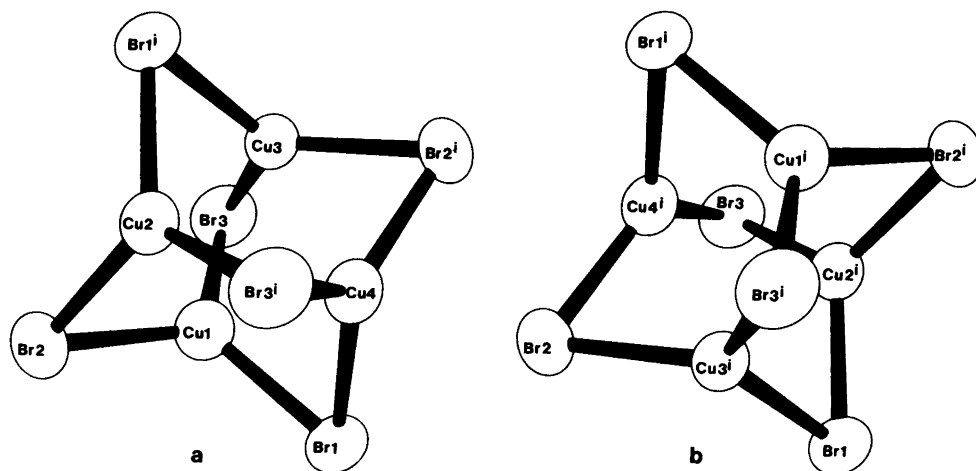 Br1ⁱ
Cu3
Br2ⁱ
Br3
Cu2
Br3ⁱ
Cu4
Br2
Cu1
Br1
a
Br1ⁱ
Cu1ⁱ
Br2ⁱ
Cu4ⁱ
Br3
Cu2ⁱ
Br3ⁱ
Br2
Cu3ⁱ
Br1
b